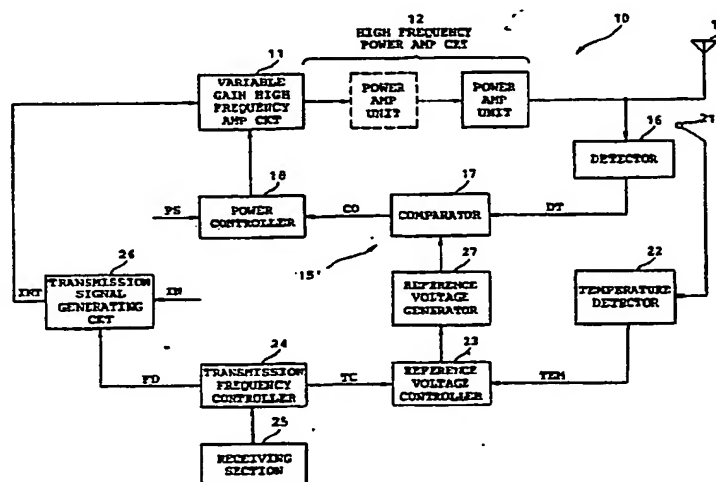 12
HIGH FREQUENCY
POWER AMP CKT
10
11
VARIABLE
GAIN HIGH
FREQUENCY
AMP CKT
POWER
AMP
UNIT
POWER
AMP
UNIT
21
16
DETECTOR
18
17
PS
POWER
CONTROLLER
CO
COMPARATOR
DT
15'
27
22
26
INT
TRANSMISSION
SIGNAL
GENERATING
CKT
IN
REFERENCE
VOLTAGE
GENERATOR
TEMPERATURE
DETECTOR
24
23
FD
TRANSMISSION
FREQUENCY
CONTROLLER
TC
REFERENCE
VOLTAGE
CONTROLLER
TEM
25
RECEIVING
SECTION